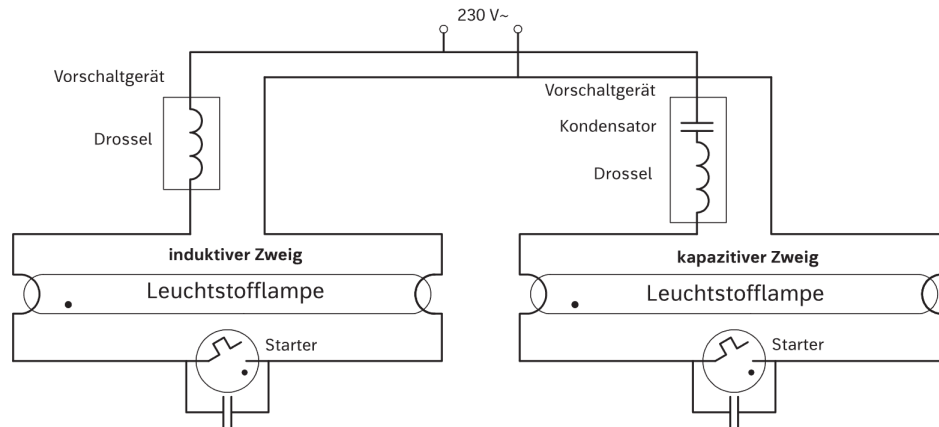 230 V~
Vorschaltgerät
Drossel
Vorschaltgerät
Kondensator
Drossel
induktiver Zweig
Leuchtstofflampe
Starter
kapazitiver Zweig
Leuchtstofflampe
Starter